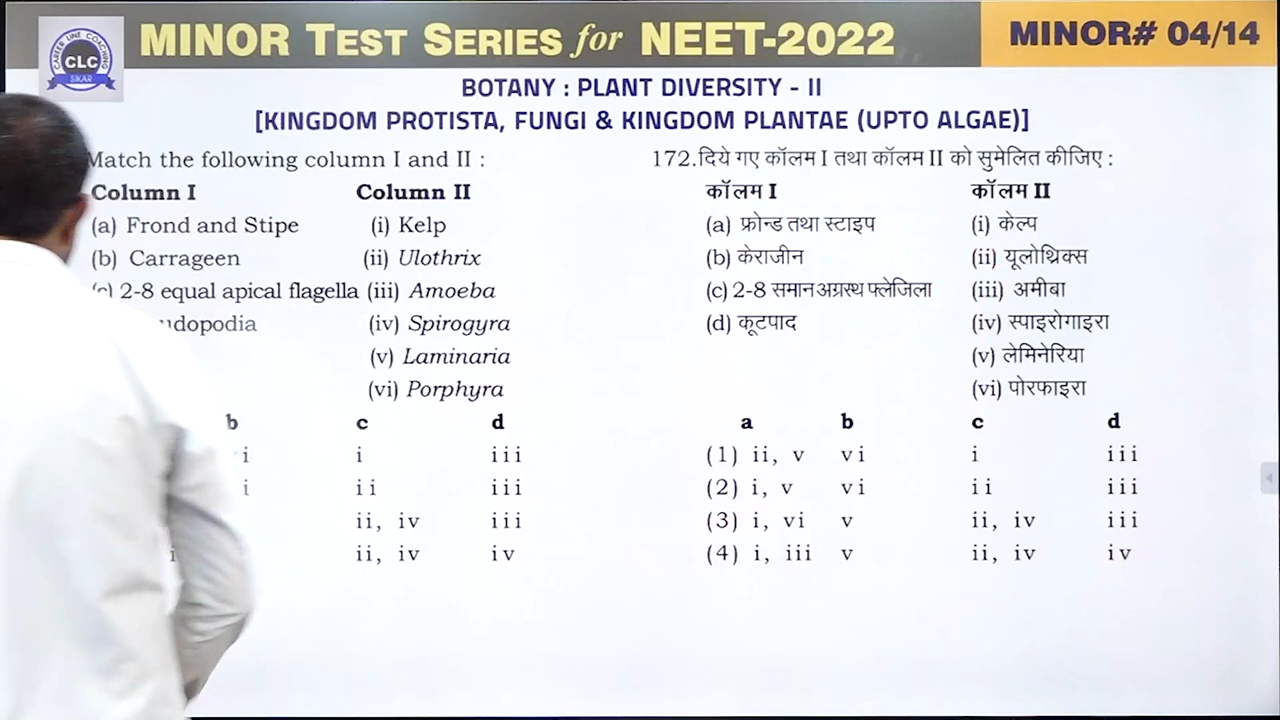 MINOR TEST SERIES for NEET-2022
MINOR# 04/14
CAREER LINE COACHING
CLC
SIKAR
BOTANY : PLANT DIVERSITY - II
[KINGDOM PROTISTA, FUNGI & KINGDOM PLANTAE (UPTO ALGAE)]
Match the following column I and II :
Column I Column II
(a) Frond and Stipe (i) Kelp
(b) Carrageen (ii) Ulothrix
2-8 equal apical flagella (iii) Amoeba
(iv) Spirogyra
(v) Laminaria
(vi) Porphyra
b c d
i iii
i ii iii
ii, iv iii
ii, iv iv
172.दिये गए कॉलम I तथा कॉलम II को सुमेलित कीजिए :
कॉलम I कॉलम II
(a) फ्रोन्ड तथा स्टाइप (i) केल्प
(b) केराजीन (ii) यूलोथ्रिक्स
(c) 2-8 समान अग्रस्थ फ्लेजिला (iii) अमीबा
(d) कूटपाद (iv) स्पाइरोगाइरा
(v) लेमिनेरिया
(vi) पोरफाइरा
a b c d
(1) ii, v vi i iii
(2) i, v vi ii iii
(3) i, vi v ii, iv iii
(4) i, iii v ii, iv iv